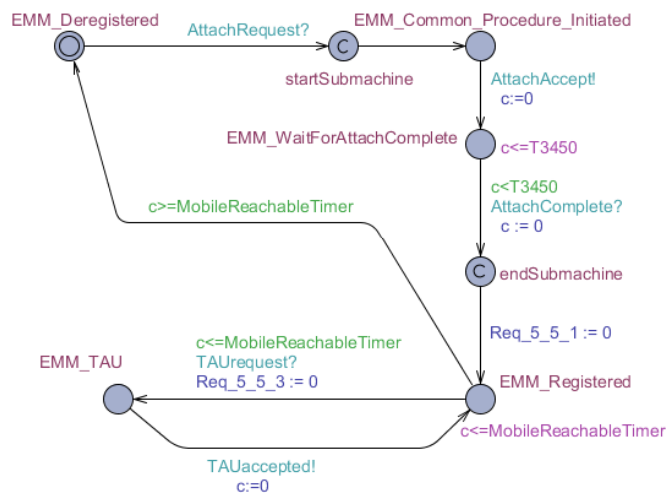 EMM_Deregistered
AttachRequest?
EMM_Common_Procedure_Initiated
C
startSubmachine
AttachAccept!
c:=0
EMM_WaitForAttachComplete
c<=T3450
c<T3450
AttachComplete?
c := 0
c>=MobileReachableTimer
C
endSubmachine
Req_5_5_1 := 0
c<=MobileReachableTimer
TAUrequest?
Req_5_5_3 := 0
EMM_TAU
EMM_Registered
c<=MobileReachableTimer
TAUaccepted!
c:=0